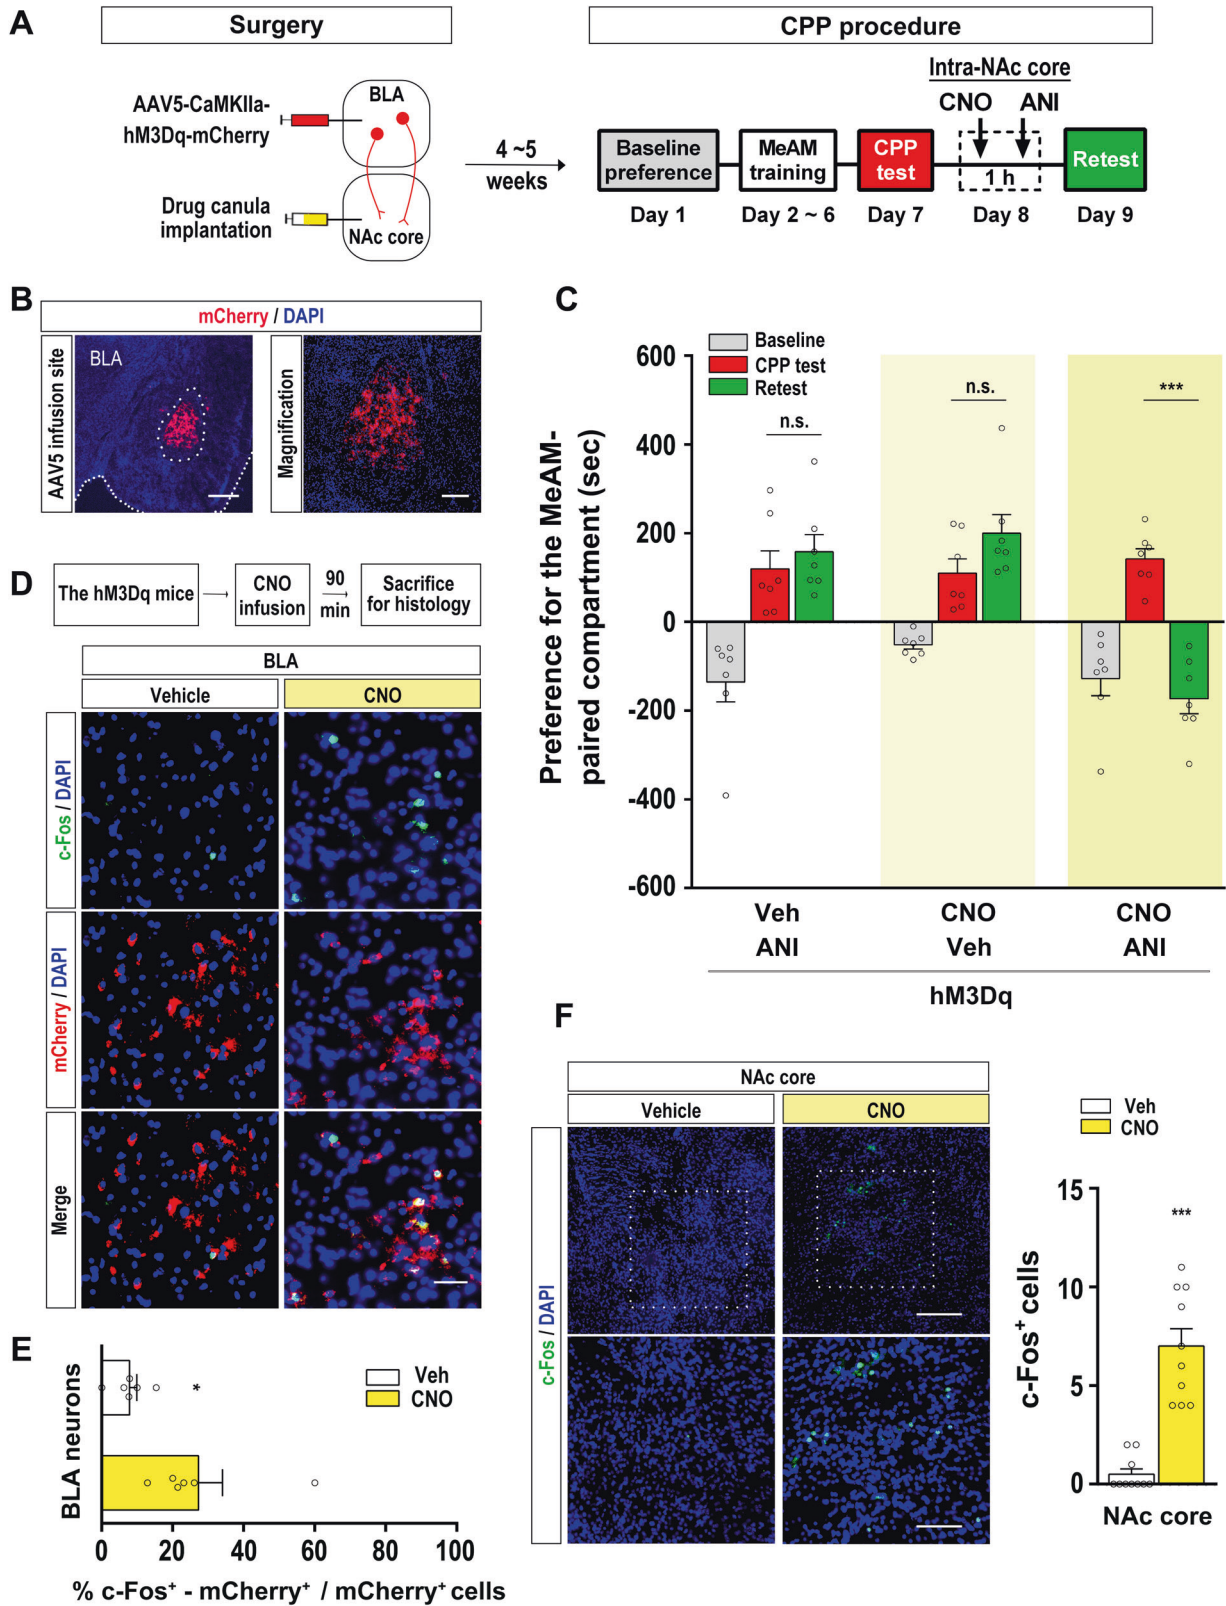 A
Surgery
CPP procedure
AAV5-CaMKIIa-
hM3Dq-mCherry
BLA
Drug canula
implantation
NAc core
4 ~5
weeks
Intra-NAc core
CNO ANI
Baseline
preference
MeAM
training
CPP
test
1 h
Retest
Day 1
Day 2 ~ 6
Day 7
Day 8
Day 9
B
mCherry / DAPI
AAV5 infusion site
BLA
Magnification
C
Baseline
CPP test
Retest
Preference for the MeAM-
paired compartment (sec)
600
400
200
0
-200
-400
-600
n.s.
n.s.
***
Veh
ANI
CNO
Veh
CNO
ANI
hM3Dq
D
The hM3Dq mice
CNO
infusion
90
min
Sacrifice
for histology
BLA
Vehicle
CNO
c-Fos / DAPI
mCherry / DAPI
Merge
E
BLA neurons
*
Veh
CNO
0 20 40 60 80 100
% c-Fos⁺ - mCherry⁺ / mCherry⁺ cells
F
NAc core
Vehicle
CNO
c-Fos / DAPI
Veh
CNO
c-Fos⁺ cells
15
10
5
0
***
NAc core